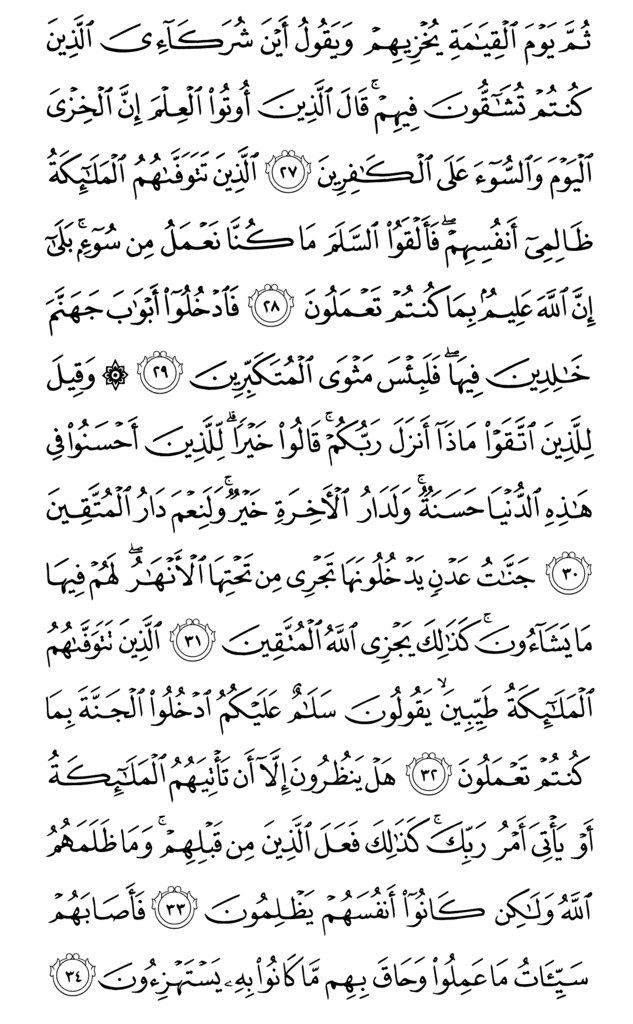 ثُمَّ يَوْمَ ٱلْقِيَٰمَةِ يُخْزِيهِمْ وَيَقُولُ أَيْنَ شُرَكَآءِىَ ٱلَّذِينَ
كُنتُمْ تُشَٰٓقُّونَ فِيهِمْ ۚ قَالَ ٱلَّذِينَ أُوتُوا۟ ٱلْعِلْمَ إِنَّ ٱلْخِزْىَ
ٱلْيَوْمَ وَٱلسُّوٓءَ عَلَى ٱلْكَٰفِرِينَ ٢٧ ٱلَّذِينَ تَتَوَفَّىٰهُمُ ٱلْمَلَٰٓئِكَةُ
ظَالِمِىٓ أَنفُسِهِمْ ۖ فَأَلْقَوُا۟ ٱلسَّلَمَ مَا كُنَّا نَعْمَلُ مِن سُوٓءٍۭ ۚ بَلَىٰٓ
إِنَّ ٱللَّهَ عَلِيمٌۢ بِمَا كُنتُمْ تَعْمَلُونَ ٢٨ فَٱدْخُلُوٓا۟ أَبْوَٰبَ جَهَنَّمَ
خَٰلِدِينَ فِيهَا ۖ فَلَبِئْسَ مَثْوَى ٱلْمُتَكَبِّرِينَ ٢٩ ۞ وَقِيلَ
لِلَّذِينَ ٱتَّقَوْا۟ مَاذَآ أَنزَلَ رَبُّكُمْ ۚ قَالُوا۟ خَيْرًا ۗ لِّلَّذِينَ أَحْسَنُوا۟ فِى
هَٰذِهِ ٱلدُّنْيَا حَسَنَةٌ ۚ وَلَدَارُ ٱلْءَاخِرَةِ خَيْرٌ ۚ وَلَنِعْمَ دَارُ ٱلْمُتَّقِينَ
٣٠ جَنَّٰتُ عَدْنٍ يَدْخُلُونَهَا تَجْرِى مِن تَحْتِهَا ٱلْأَنْهَٰرُ ۖ لَهُمْ فِيهَا
مَا يَشَآءُونَ ۚ كَذَٰلِكَ يَجْزِى ٱللَّهُ ٱلْمُتَّقِينَ ٣١ ٱلَّذِينَ تَتَوَفَّىٰهُمُ
ٱلْمَلَٰٓئِكَةُ طَيِّبِينَ ۙ يَقُولُونَ سَلَٰمٌ عَلَيْكُمُ ٱدْخُلُوا۟ ٱلْجَنَّةَ بِمَا
كُنتُمْ تَعْمَلُونَ ٣٢ هَلْ يَنظُرُونَ إِلَّآ أَن تَأْتِيَهُمُ ٱلْمَلَٰٓئِكَةُ
أَوْ يَأْتِىَ أَمْرُ رَبِّكَ ۚ كَذَٰلِكَ فَعَلَ ٱلَّذِينَ مِن قَبْلِهِمْ ۚ وَمَا ظَلَمَهُمُ
ٱللَّهُ وَلَٰكِن كَانُوٓا۟ أَنفُسَهُمْ يَظْلِمُونَ ٣٣ فَأَصَابَهُمْ
سَيِّـَٔاتُ مَا عَمِلُوا۟ وَحَاقَ بِهِم مَّا كَانُوا۟ بِهِۦ يَسْتَهْزِءُونَ ٣٤